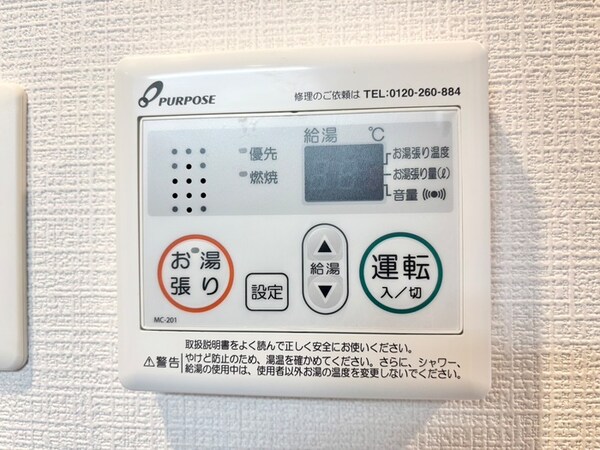 PURPOSE
修理のご依頼は TEL:0120-260-884
給湯 ℃
優先
燃焼
お湯張り温度
お湯張り量(ℓ)
音量
お湯張り
設定
給湯
運転
入/切
MC-201
取扱説明書をよく読んで正しく安全にお使いください。
警告 やけど防止のため、湯温を確かめてください。さらに、シャワー、
給湯の使用中は、使用者以外お湯の温度を変更しないでください。